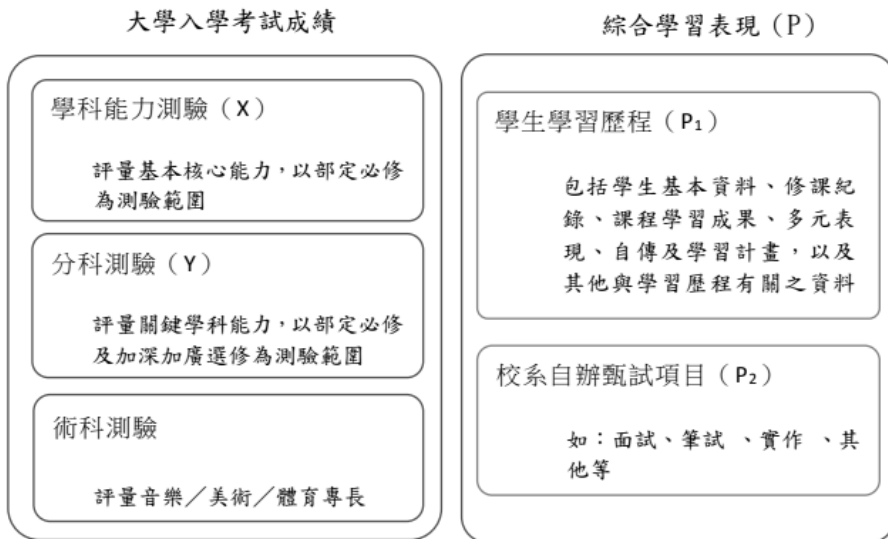 大學入學考試成績
學科能力測驗（X）
評量基本核心能力，以部定必修
為測驗範圍
分科測驗（Y）
評量關鍵學科能力，以部定必修
及加深加廣選修為測驗範圍
術科測驗
評量音樂／美術／體育專長
綜合學習表現（P）
學生學習歷程（P₁）
包括學生基本資料、修課紀
錄、課程學習成果、多元表
現、自傳及學習計畫，以及
其他與學習歷程有關之資料
校系自辦甄試項目（P₂）
如：面試、筆試 、實作 、其
他等